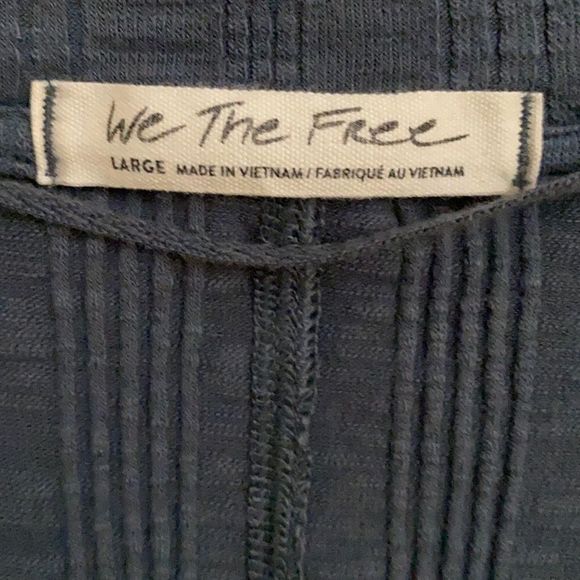 We The Free
LARGE MADE IN VIETNAM / FABRIQUÉ AU VIETNAM